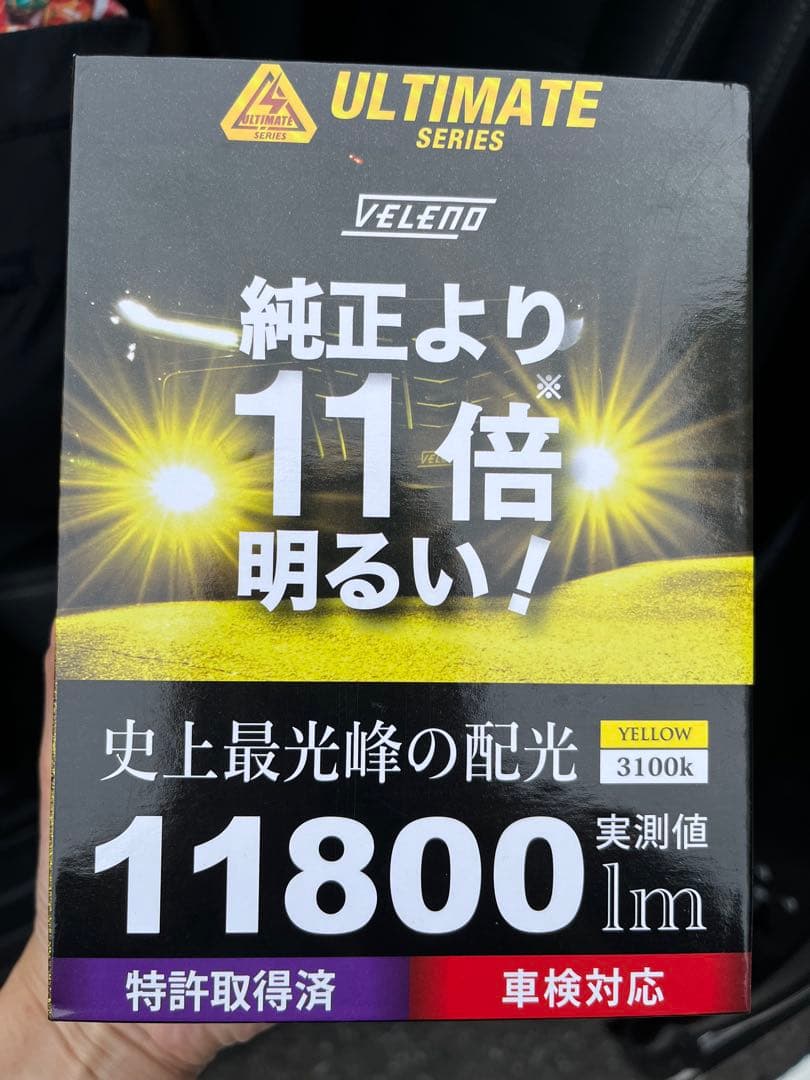 ULTIMATE
SERIES
ULTIMATE
SERIES
VELENO
純正より
11倍※
明るい!
史上最光峰の配光
YELLOW
3100k
11800
実測値
lm
特許取得済
車検対応